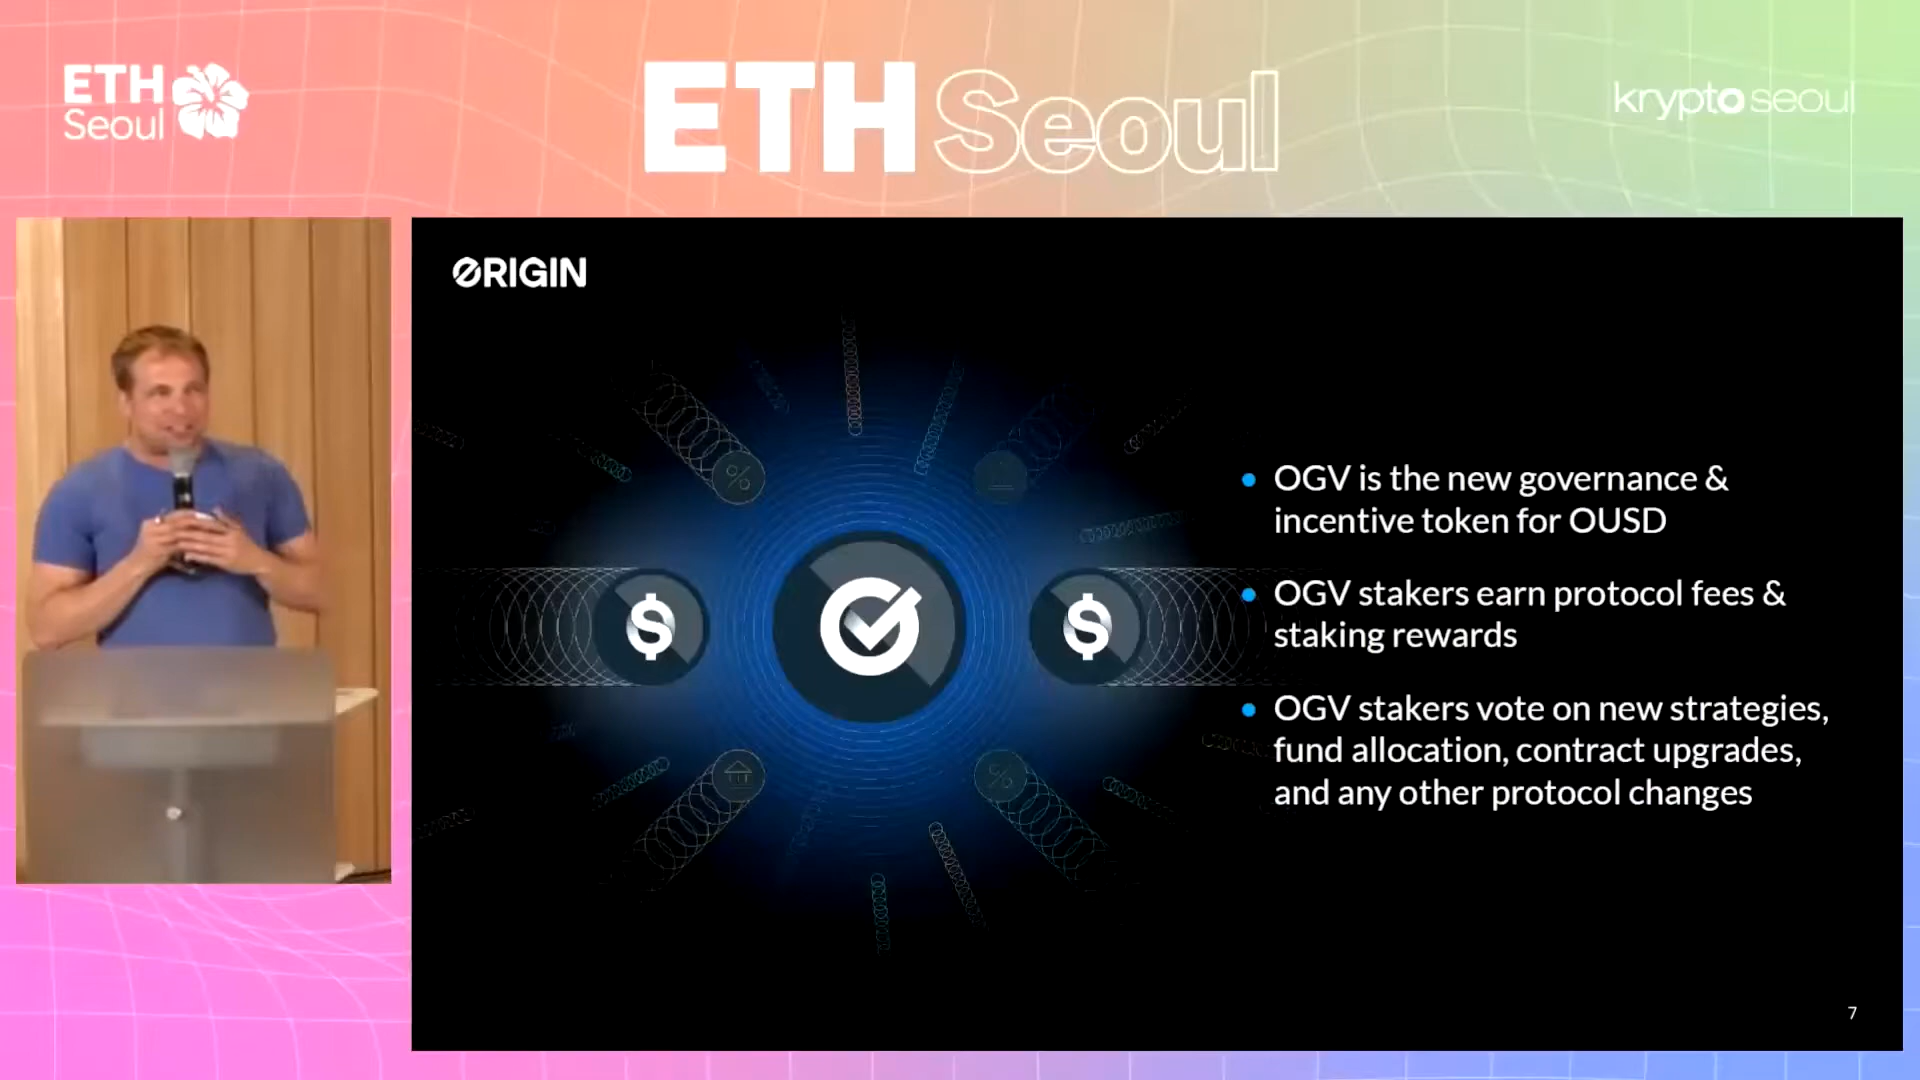 ETH
Seoul
ETH Seoul
krypto seoul
ORIGIN
OGV is the new governance &
incentive token for OUSD
OGV stakers earn protocol fees &
staking rewards
OGV stakers vote on new strategies,
fund allocation, contract upgrades,
and any other protocol changes
%
$
$
%
7